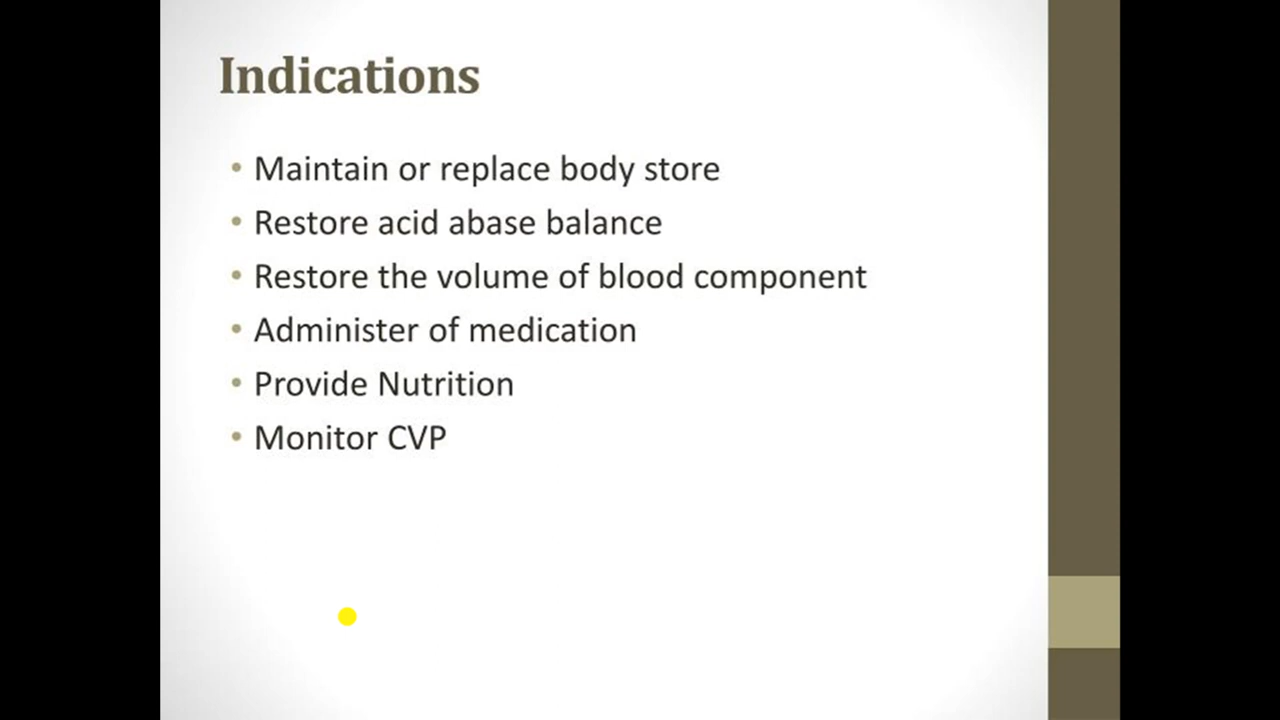 Indications
• Maintain or replace body store
• Restore acid abase balance
• Restore the volume of blood component
• Administer of medication
• Provide Nutrition
• Monitor CVP